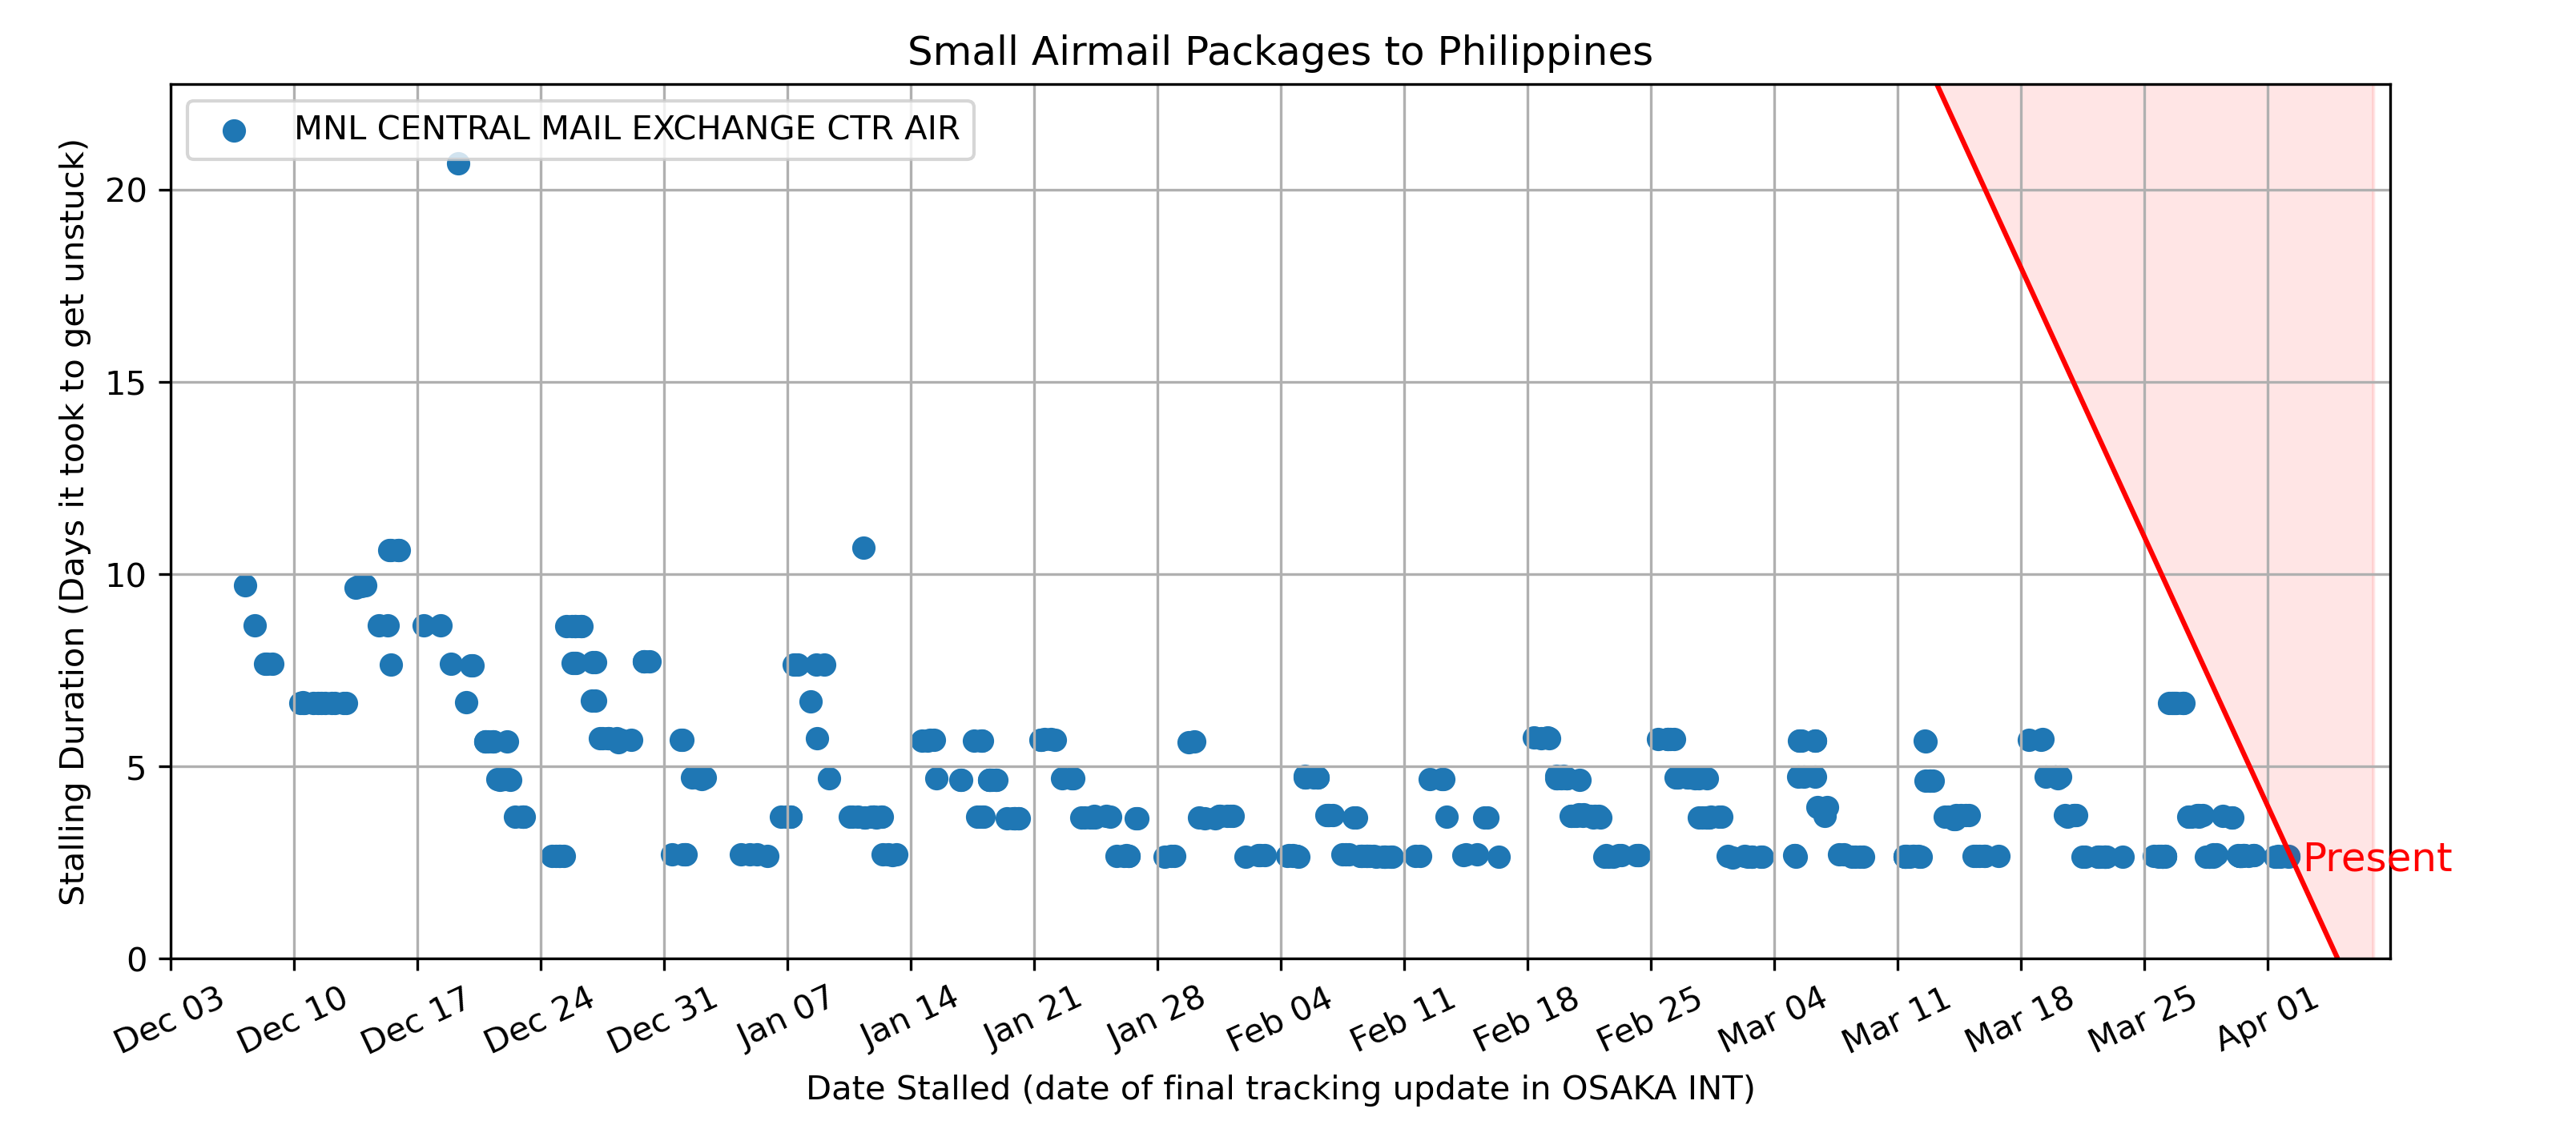 Small Airmail Packages to Philippines
MNL CENTRAL MAIL EXCHANGE CTR AIR
Stalling Duration (Days it took to get unstuck)
20
15
10
5
0
Present
Dec 03
Dec 10
Dec 17
Dec 24
Dec 31
Jan 07
Jan 14
Jan 21
Jan 28
Feb 04
Feb 11
Feb 18
Feb 25
Mar 04
Mar 11
Mar 18
Mar 25
Apr 01
Date Stalled (date of final tracking update in OSAKA INT)